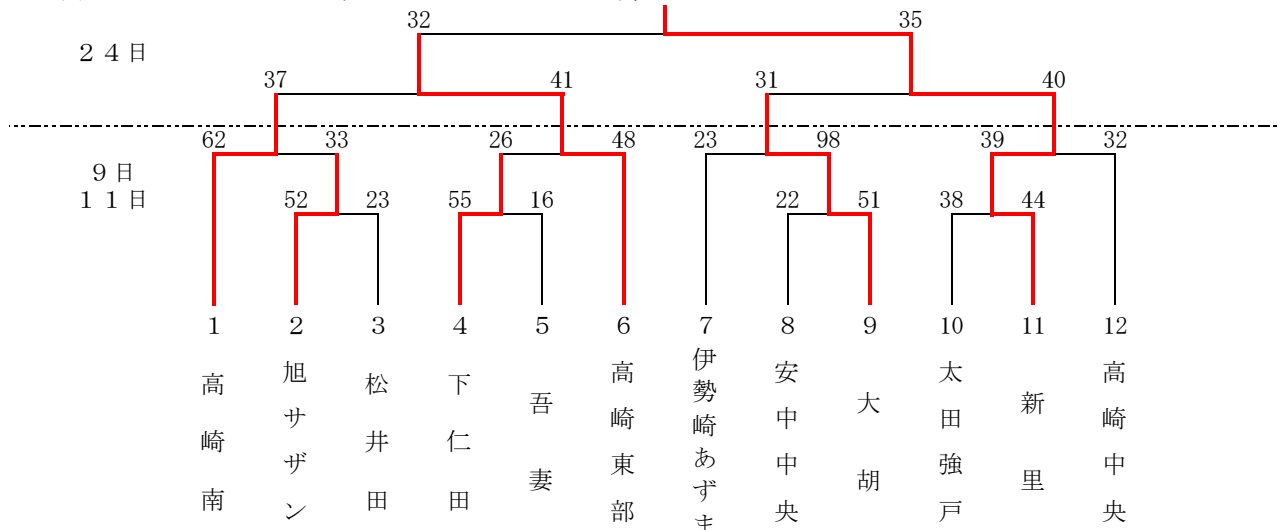 32 35
２４日
37 41 31 40
62 33 26 48 23 98 39 32
９日
１１日
52 23 55 16 22 51 38 44
１ ２ ３ ４ ５ ６ ７ ８ ９ 10 11 12
高崎南
旭サザン
松井田
下仁田
吾妻
高崎東部
伊勢崎あずま
安中中央
大胡
太田強戸
新里
高崎中央